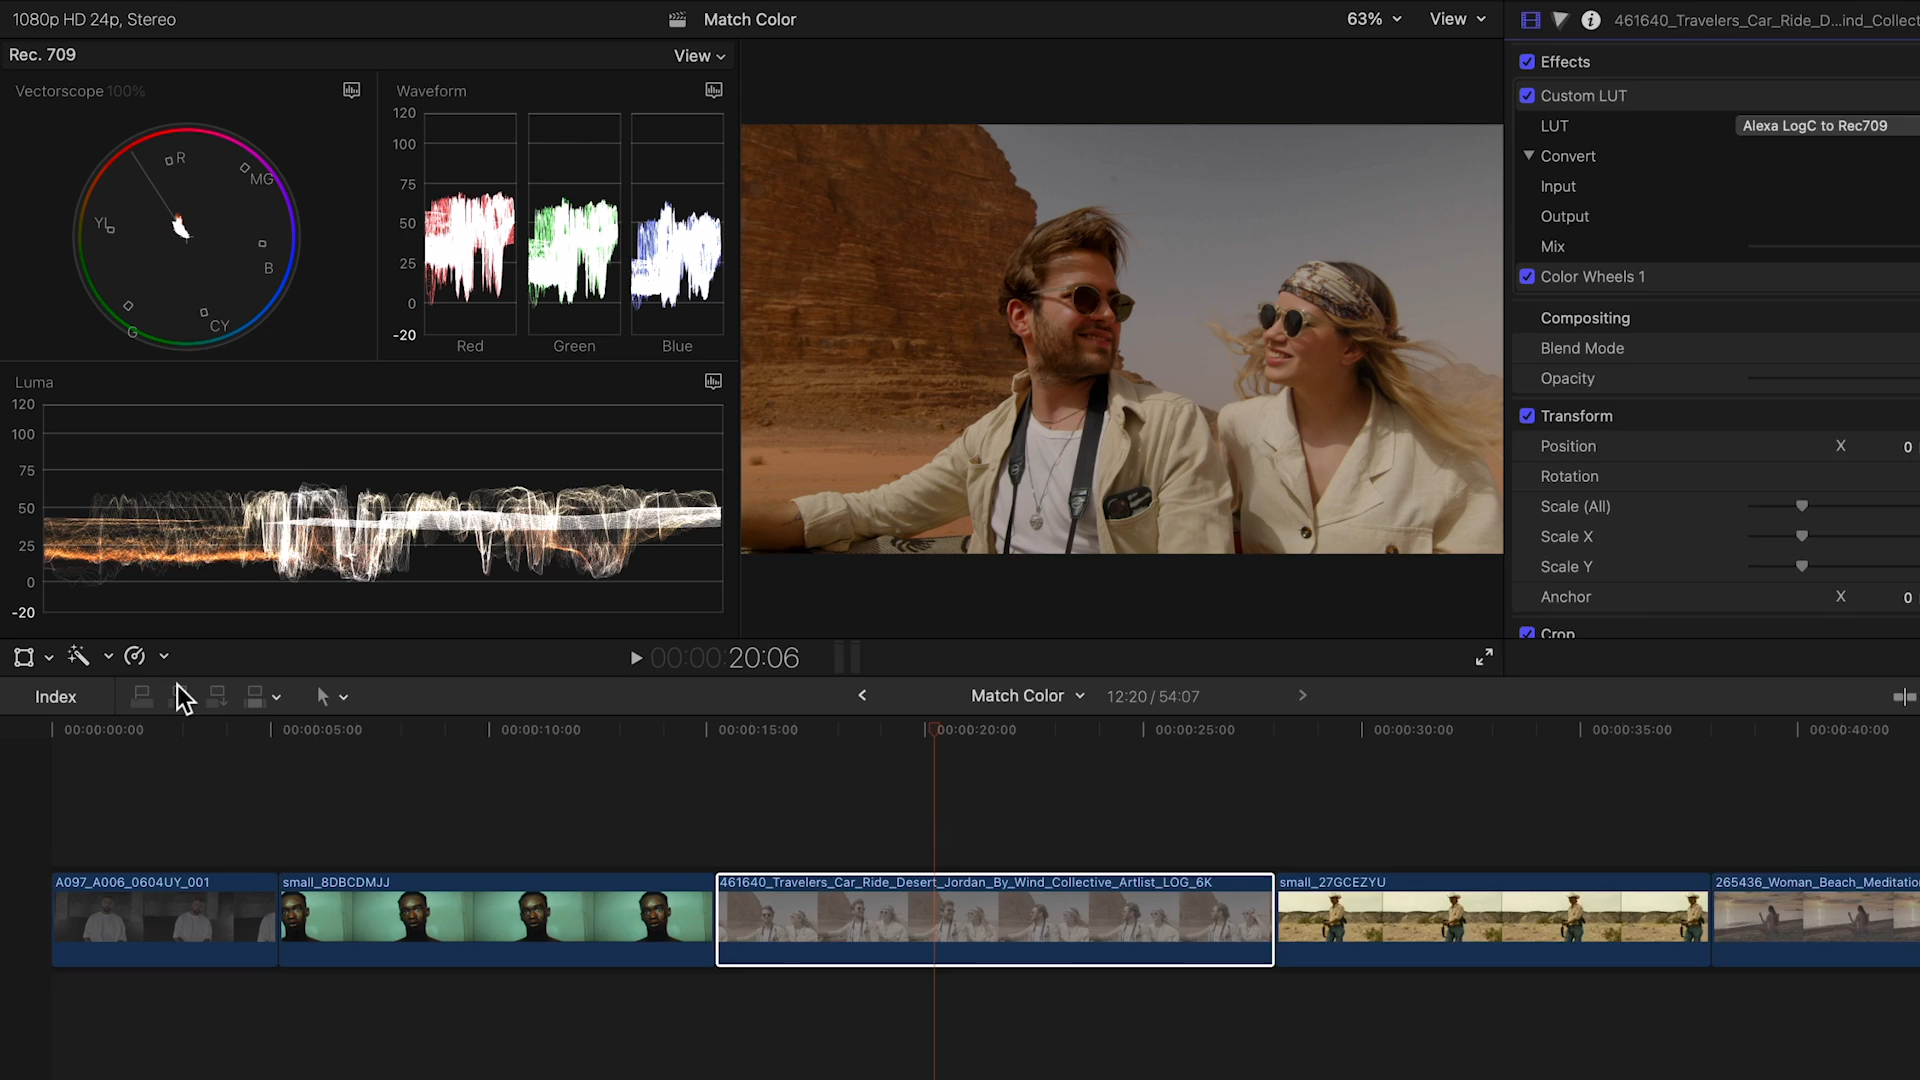 1080p HD 24p, Stereo
Match Color
63%
View
461640_Travelers_Car_Ride_D...ind_Collect
Rec. 709
View
Effects
Vectorscope 100%
Waveform
Custom LUT
LUT
Alexa LogC to Rec709
Convert
Input
Output
Mix
Color Wheels 1
Compositing
Blend Mode
Opacity
Transform
Position
X
0
Rotation
Scale (All)
Scale X
Scale Y
Anchor
X
0
Crop
R
MG
YL
B
CY
G
120
100
75
50
25
0
-20
Red
Green
Blue
Luma
120
100
75
50
25
0
-20
00:00:00:20:06
Index
Match Color
12:20 / 54:07
00:00:00:00
00:00:05:00
00:00:10:00
00:00:15:00
00:00:20:00
00:00:25:00
00:00:30:00
00:00:35:00
00:00:40:00
A097_A006_0604UY_001
small_8DBCDMJJ
461640_Travelers_Car_Ride_Desert_Jordan_By_Wind_Collective_Artlist_LOG_6K
small_27GCEZYU
265436_Woman_Beach_Meditatio